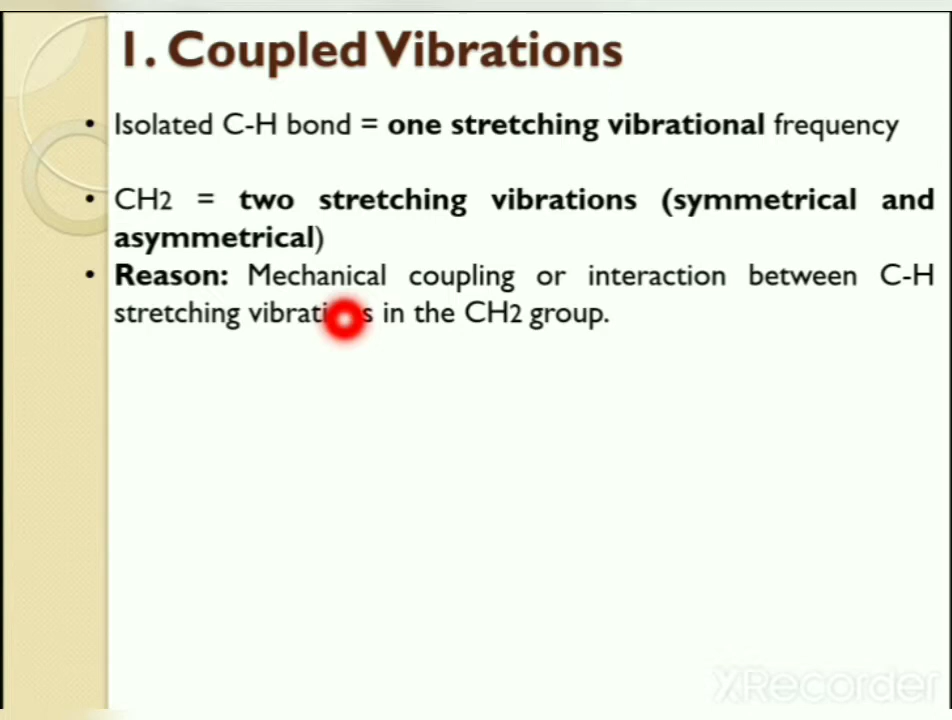 1. Coupled Vibrations
• Isolated C-H bond = one stretching vibrational frequency
• CH2 = two stretching vibrations (symmetrical and
asymmetrical)
• Reason: Mechanical coupling or interaction between C-H
stretching vibrations in the CH2 group.
XRecorder